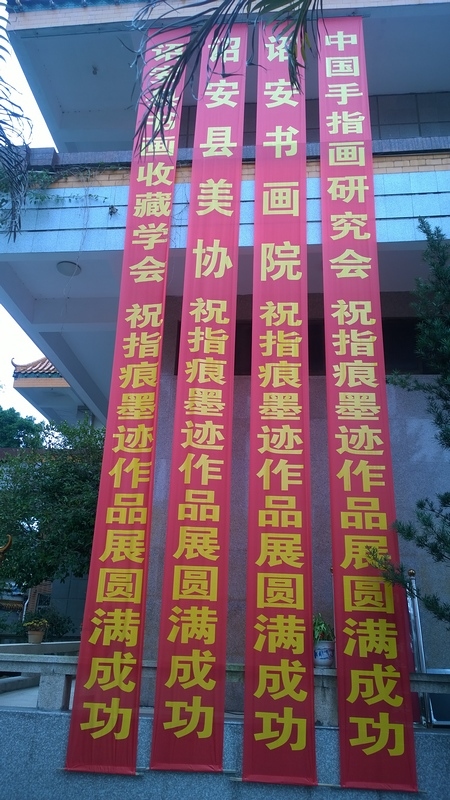 中国手指画研究会 祝指痕墨迹作品展圆满成功
诏安书画院 祝指痕墨迹作品展圆满成功
诏安县美协 祝指痕墨迹作品展圆满成功
诏安书画收藏学会 祝指痕墨迹作品展圆满成功